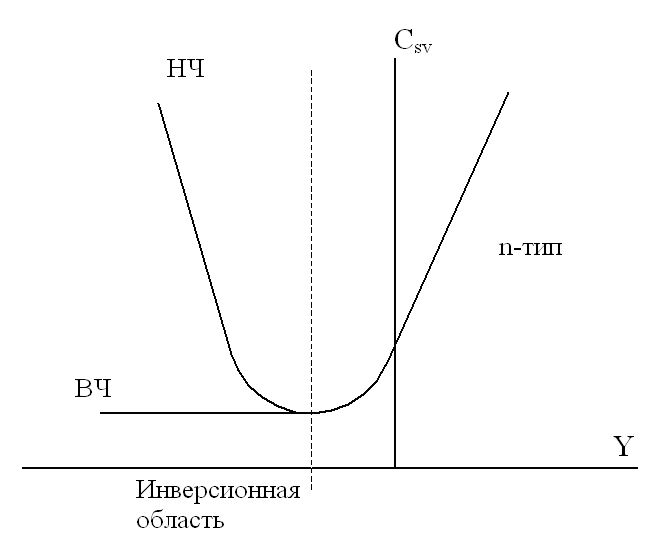 C_sv
НЧ
n-тип
ВЧ
Y
Инверсионная
область